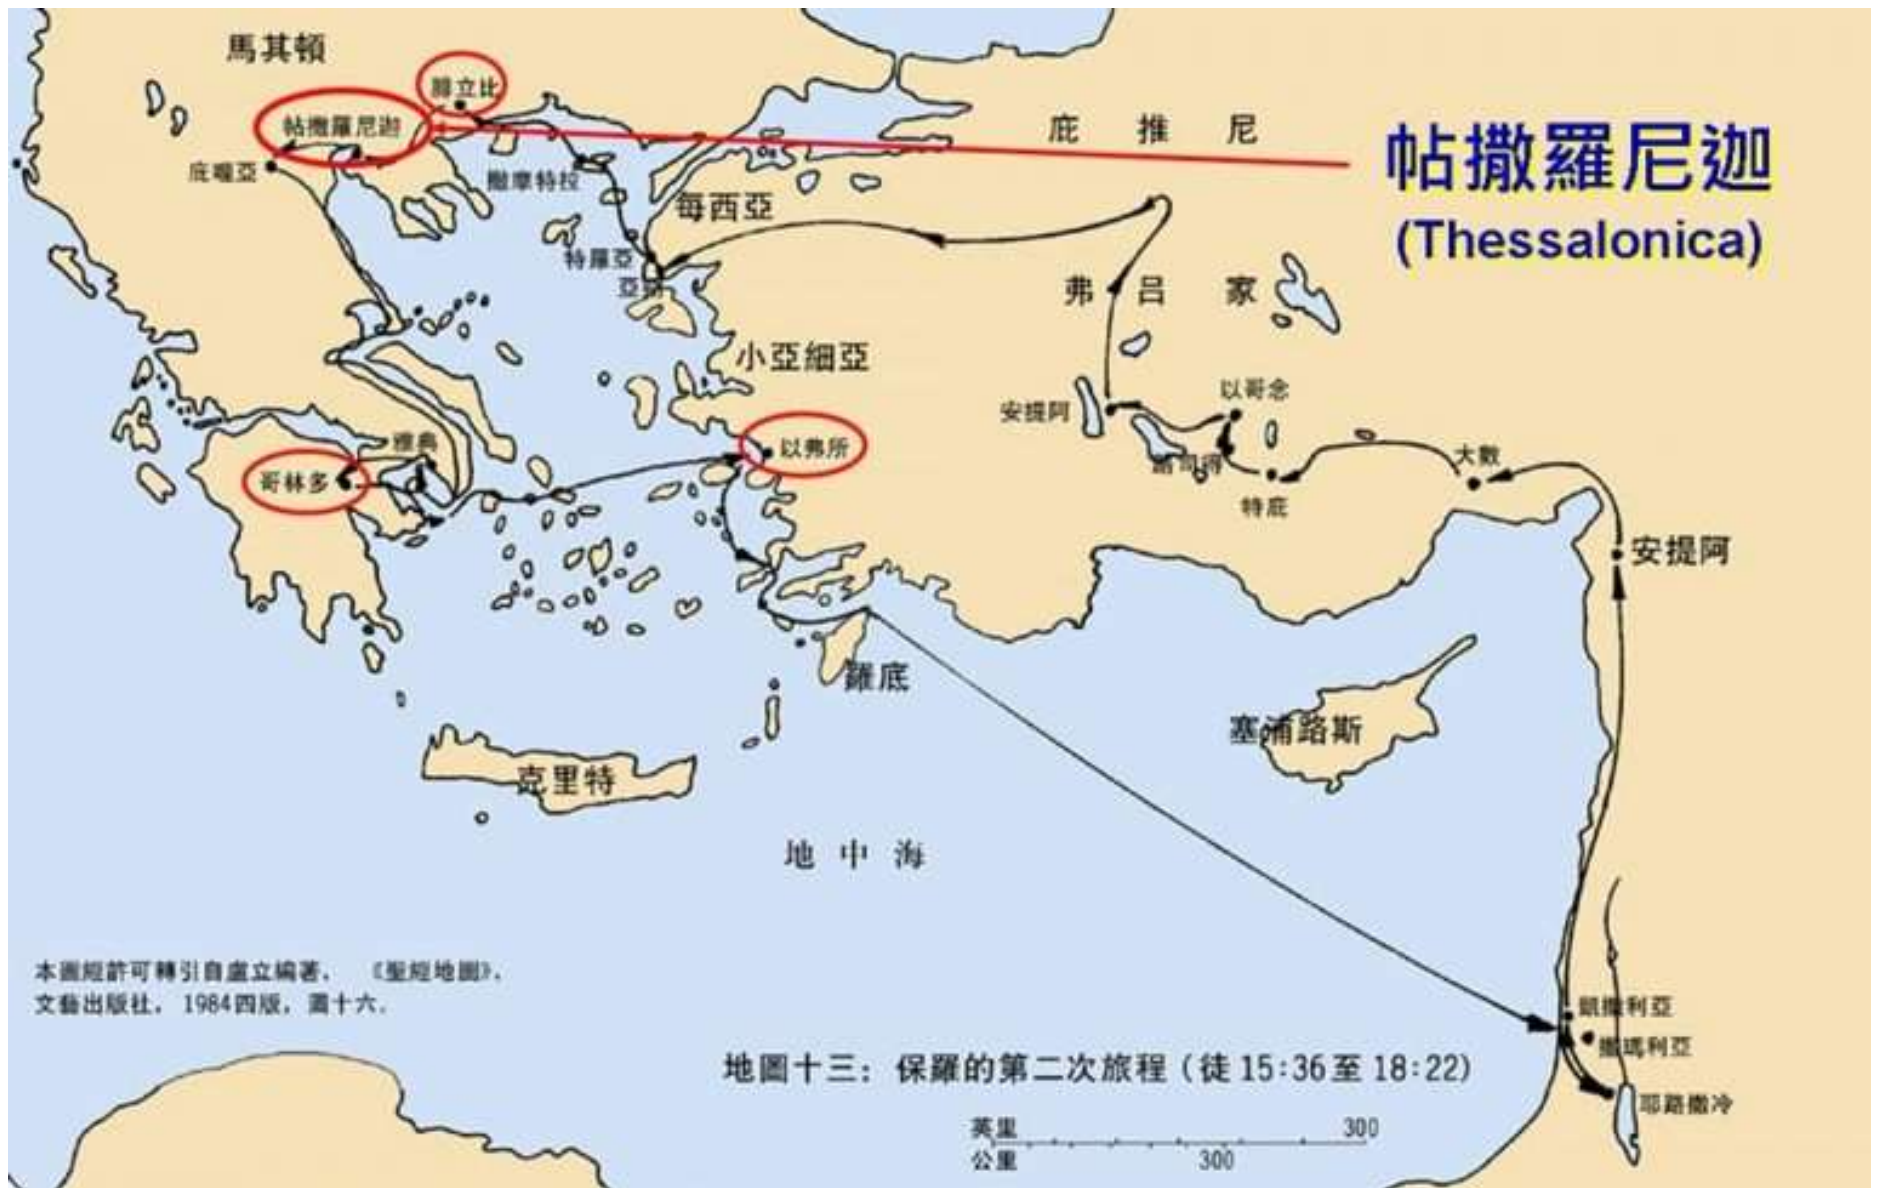 馬其頓
腓立比
帖撒羅尼迦
庇推尼
帖撒羅尼迦
(Thessalonica)
底喱亞
撒摩特拉
每西亞
特羅亞
亞朔
弗呂家
小亞細亞
以哥念
安提阿
雅典
以弗所
路司得
大數
哥林多
特庇
安提阿
羅底
塞浦路斯
克里特
地中海
本圖經許可轉引自盧立編著，《聖經地圖》，
文藝出版社，1984四版，圖十六.
凱撒利亞
撒瑪利亞
地圖十三：保羅的第二次旅程（徒 15:36 至 18:22）
耶路撒冷
英里 300
公里 300